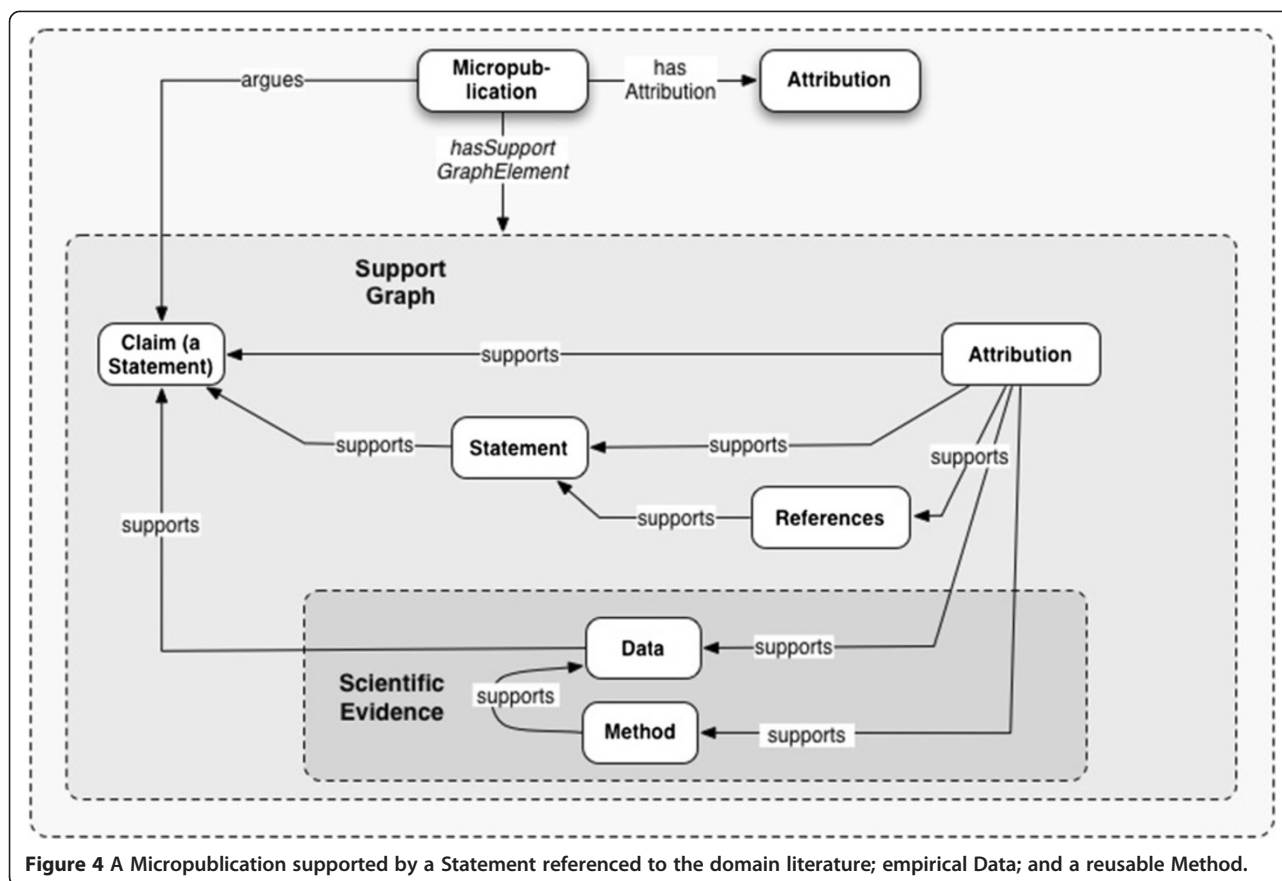 argues
Micropub-
lication
has
Attribution
Attribution
hasSupport
GraphElement
Support
Graph
Claim (a
Statement)
supports
Attribution
supports
Statement
supports
supports
supports
References
supports
Data
supports
Scientific
Evidence
supports
Method
supports
Figure 4 A Micropublication supported by a Statement referenced to the domain literature; empirical Data; and a reusable Method.